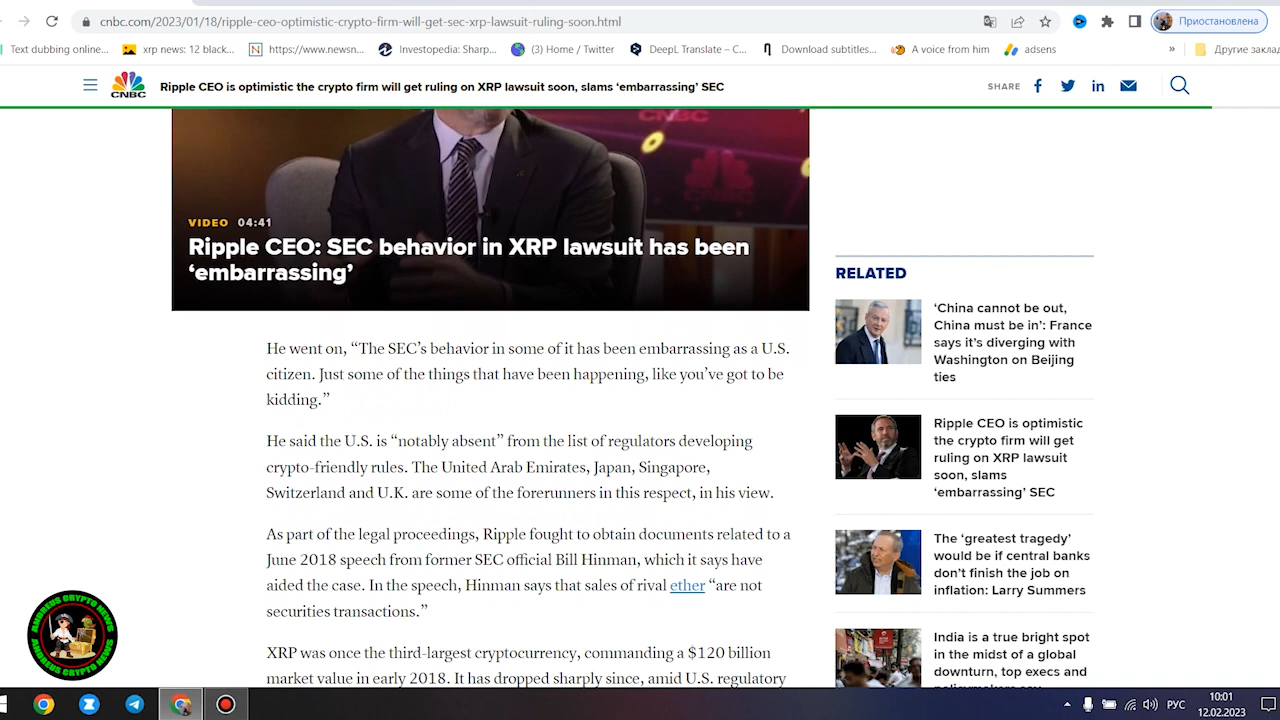 cnbc.com/2023/01/18/ripple-ceo-optimistic-crypto-firm-will-get-sec-xrp-lawsuit-ruling-soon.html
Приостановлена
Text dubbing online...
xrp news: 12 black...
https://www.newsn...
Investopedia: Sharp...
(3) Home / Twitter
DeepL Translate – C...
Download subtitles...
A voice from him
adsens
»
Другие закла
CNBC
Ripple CEO is optimistic the crypto firm will get ruling on XRP lawsuit soon, slams ‘embarrassing’ SEC
SHARE
CNBC
VIDEO 04:41
Ripple CEO: SEC behavior in XRP lawsuit has been
‘embarrassing’
He went on, “The SEC’s behavior in some of it has been embarrassing as a U.S.
citizen. Just some of the things that have been happening, like you’ve got to be
kidding.”
He said the U.S. is “notably absent” from the list of regulators developing
crypto-friendly rules. The United Arab Emirates, Japan, Singapore,
Switzerland and U.K. are some of the forerunners in this respect, in his view.
As part of the legal proceedings, Ripple fought to obtain documents related to a
June 2018 speech from former SEC official Bill Hinman, which it says have
aided the case. In the speech, Hinman says that sales of rival ether “are not
securities transactions.”
XRP was once the third-largest cryptocurrency, commanding a $120 billion
market value in early 2018. It has dropped sharply since, amid U.S. regulatory
RELATED
‘China cannot be out,
China must be in’: France
says it’s diverging with
Washington on Beijing
ties
Ripple CEO is optimistic
the crypto firm will get
ruling on XRP lawsuit
soon, slams
‘embarrassing’ SEC
The ‘greatest tragedy’
would be if central banks
don’t finish the job on
inflation: Larry Summers
India is a true bright spot
in the midst of a global
downturn, top execs and
ANDREUS CRYPTO NEWS
ANDREUS CRYPTO NEWS
РУС
10:01
12.02.2023